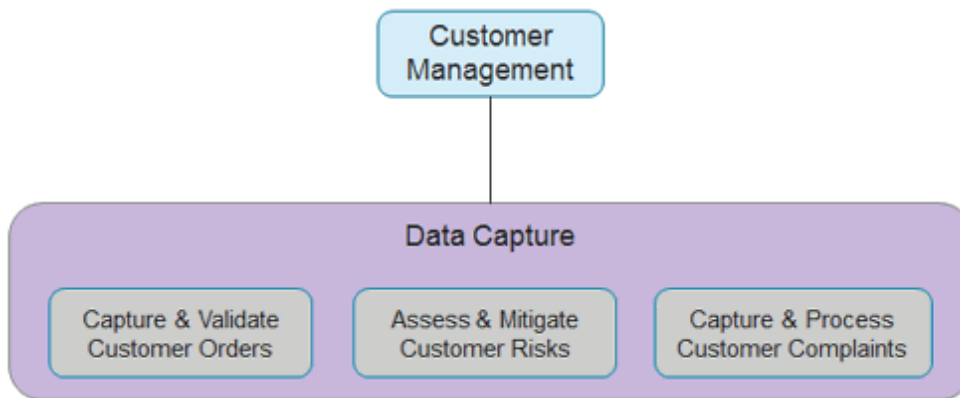 Customer
Management
Data Capture
Capture & Validate
Customer Orders
Assess & Mitigate
Customer Risks
Capture & Process
Customer Complaints